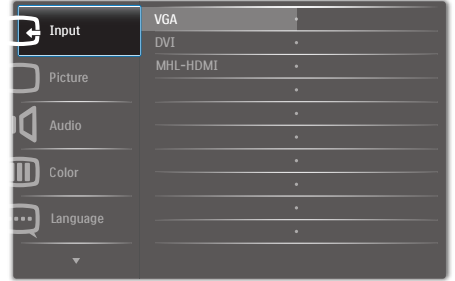 Input
Picture
Audio
Color
Language
VGA
DVI
MHL-HDMI